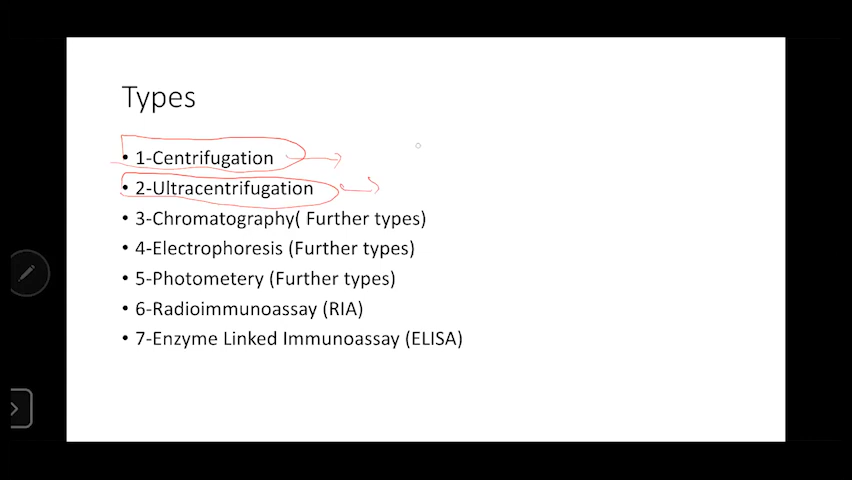 Types
• 1-Centrifugation
• 2-Ultracentrifugation
• 3-Chromatography( Further types)
• 4-Electrophoresis (Further types)
• 5-Photometery (Further types)
• 6-Radioimmunoassay (RIA)
• 7-Enzyme Linked Immunoassay (ELISA)